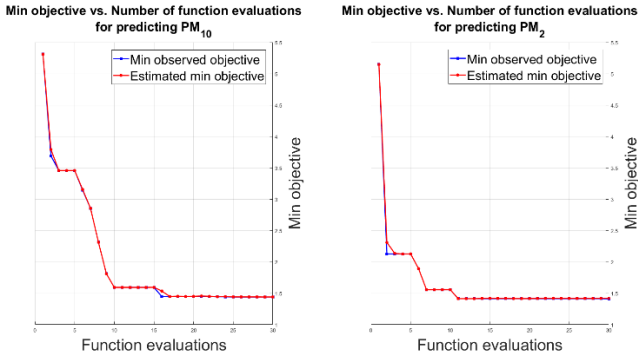 Min objective vs. Number of function evaluations
for predicting PM10
Min observed objective
Estimated min objective
5.5
5
4.5
4
3.5
3
2.5
2
1.5
1
Min objective
0
5
10
15
20
25
30
Function evaluations
Min objective vs. Number of function evaluations
for predicting PM2
Min observed objective
Estimated min objective
5.5
5
4.5
4
3.5
3
2.5
2
1.5
1
Min objective
0
5
10
15
20
25
30
Function evaluations